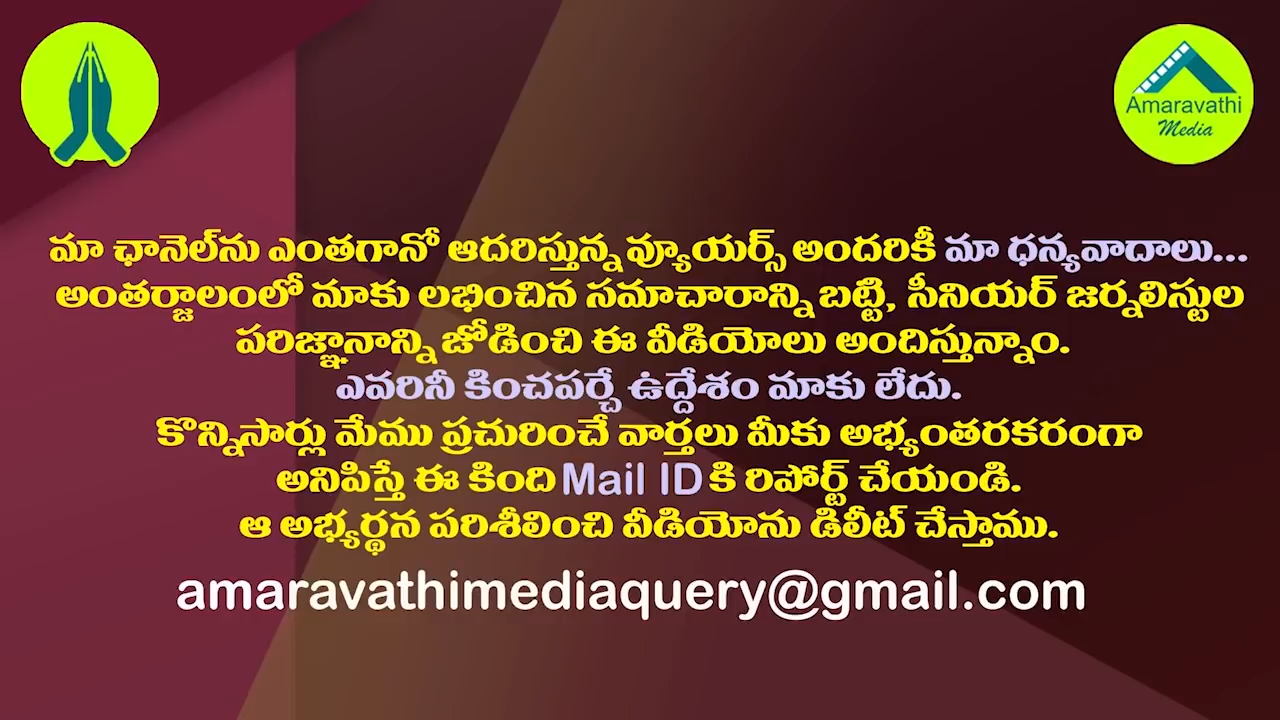 Amaravathi
Media
మా ఛానెల్‌ను ఎంతగానో ఆదరిస్తున్న వ్యూయర్స్ అందరికీ మా ధన్యవాదాలు...
అంతర్జాలంలో మాకు లభించిన సమాచారాన్ని బట్టి, సీనియర్ జర్నలిస్టుల
పరిజ్ఞానాన్ని జోడించి ఈ వీడియోలు అందిస్తున్నాం.
ఎవరినీ కించపర్చే ఉద్దేశం మాకు లేదు.
కొన్నిసార్లు మేము ప్రచురించే వార్తలు మీకు అభ్యంతరకరంగా
అనిపిస్తే ఈ కింది Mail ID కి రిపోర్ట్ చేయండి.
ఆ అభ్యర్థన పరిశీలించి వీడియోను డిలీట్ చేస్తాము.
amaravathimediaquery@gmail.com